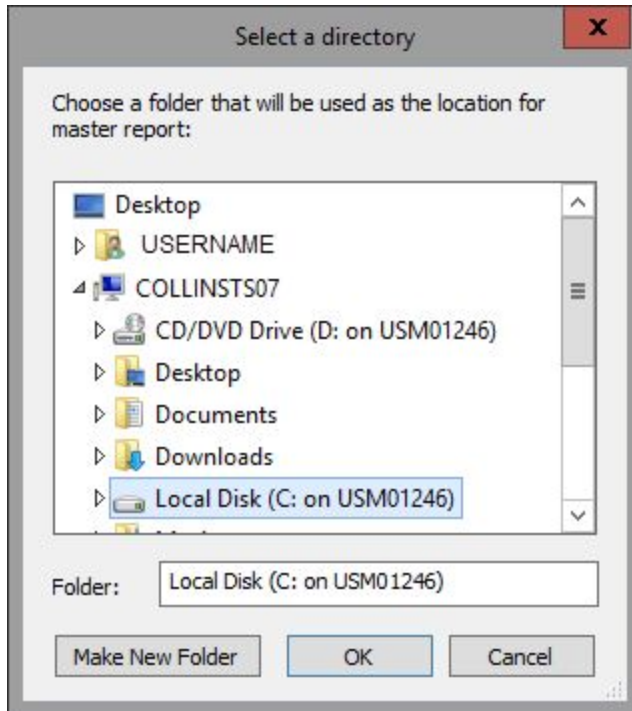 Select a directory
x
Choose a folder that will be used as the location for
master report:
Desktop
USERNAME
COLLINSTS07
CD/DVD Drive (D: on USM01246)
Desktop
Documents
Downloads
Local Disk (C: on USM01246)
Folder:
Local Disk (C: on USM01246)
Make New Folder
OK
Cancel